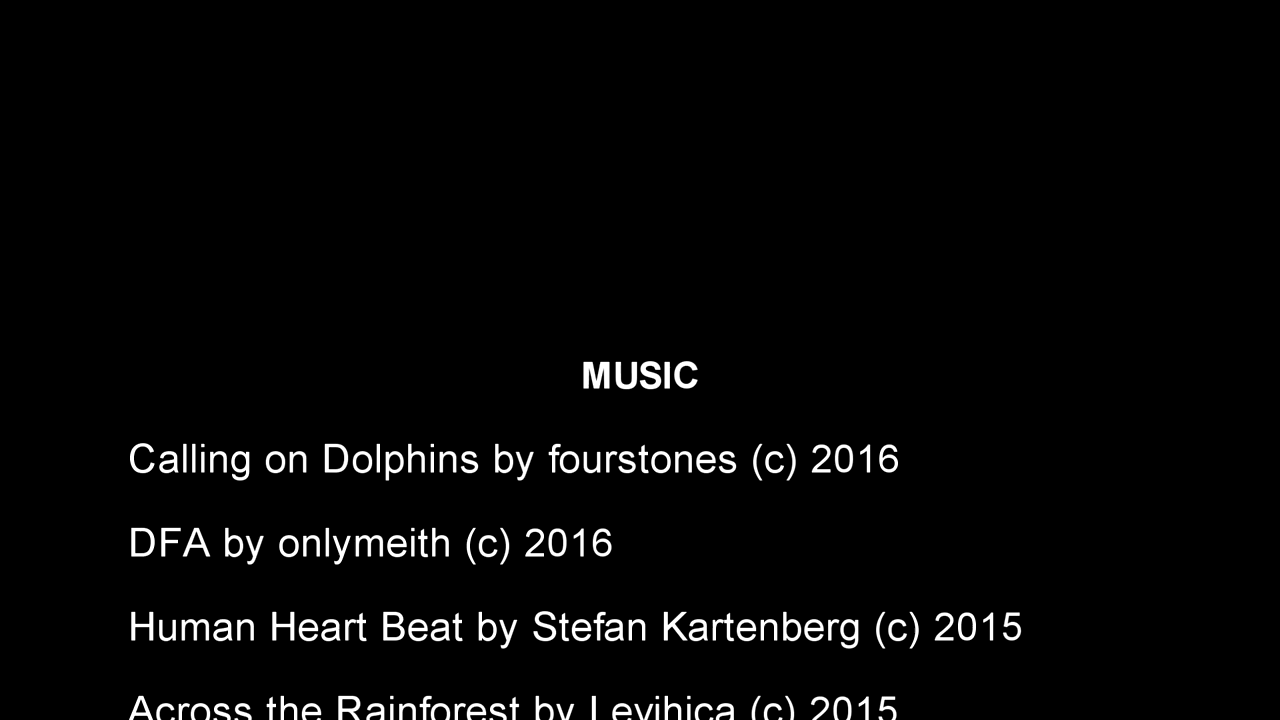 MUSIC
Calling on Dolphins by fourstones (c) 2016
DFA by onlymeith (c) 2016
Human Heart Beat by Stefan Kartenberg (c) 2015
Across the Rainforest by Levihica (c) 2015